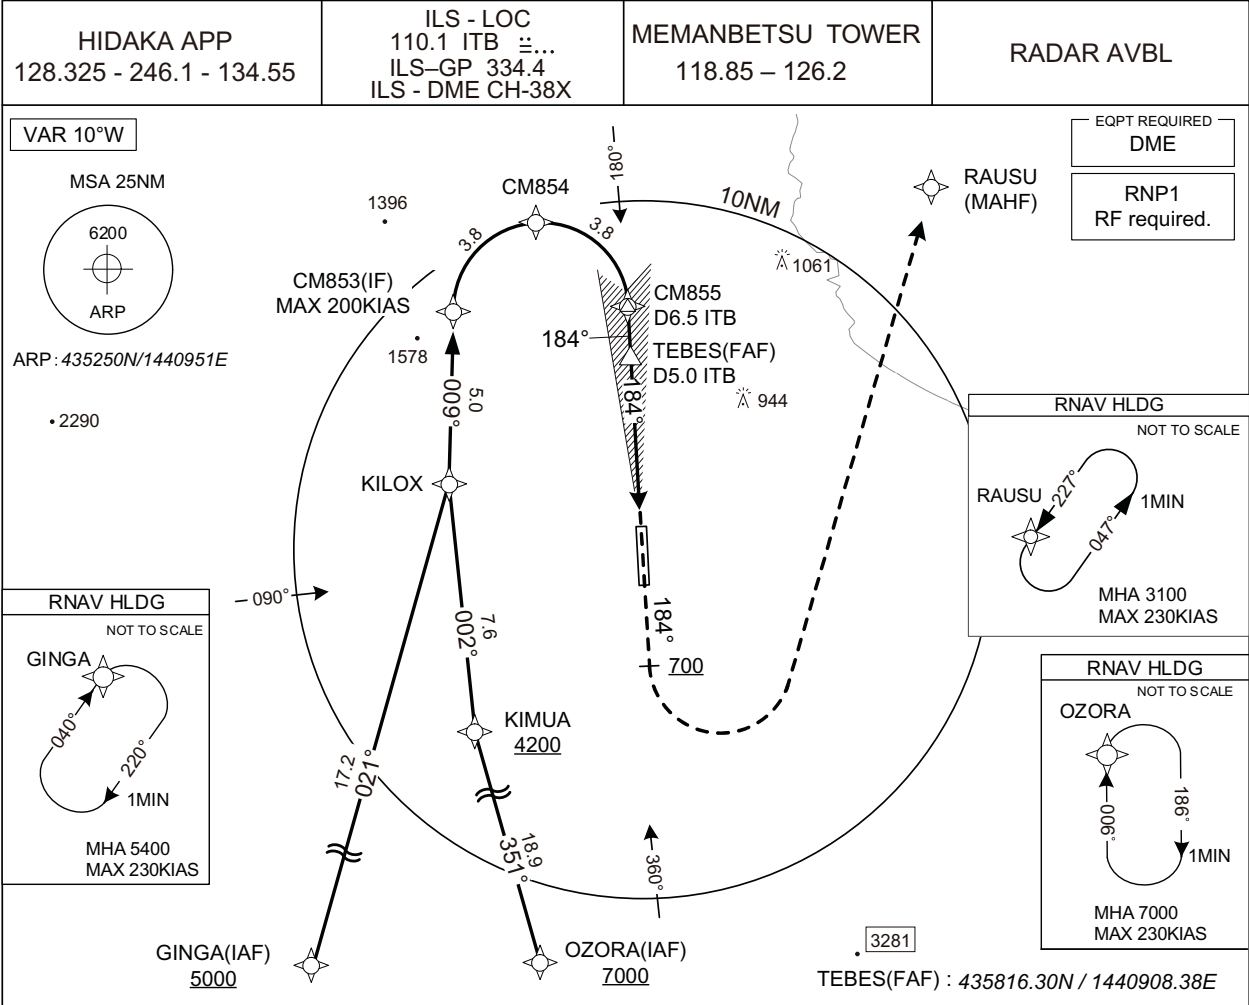 HIDAKA APP
128.325 - 246.1 - 134.55
ILS - LOC
110.1 ITB
ILS–GP 334.4
ILS - DME CH-38X
MEMANBETSU TOWER
118.85 – 126.2
RADAR AVBL
VAR 10°W
MSA 25NM
6200
ARP
ARP : 435250N/1440951E
EQPT REQUIRED
DME
RNP1
RF required.
180°
10NM
RAUSU
(MAHF)
CM854
1396
3.8
3.8
1061
CM853(IF)
MAX 200KIAS
CM855
D6.5 ITB
184°
1578
TEBES(FAF)
D5.0 ITB
184°
944
2290
009°
5.0
KILOX
RNAV HLDG
NOT TO SCALE
RAUSU
227°
047°
1MIN
MHA 3100
MAX 230KIAS
090°
7.6
002°
184°
700
RNAV HLDG
NOT TO SCALE
GINGA
040°
220°
1MIN
MHA 5400
MAX 230KIAS
KIMUA
4200
17.2
021°
18.9
351°
360°
RNAV HLDG
NOT TO SCALE
OZORA
006°
186°
1MIN
MHA 7000
MAX 230KIAS
GINGA(IAF)
5000
OZORA(IAF)
7000
3281
TEBES(FAF) : 435816.30N / 1440908.38E